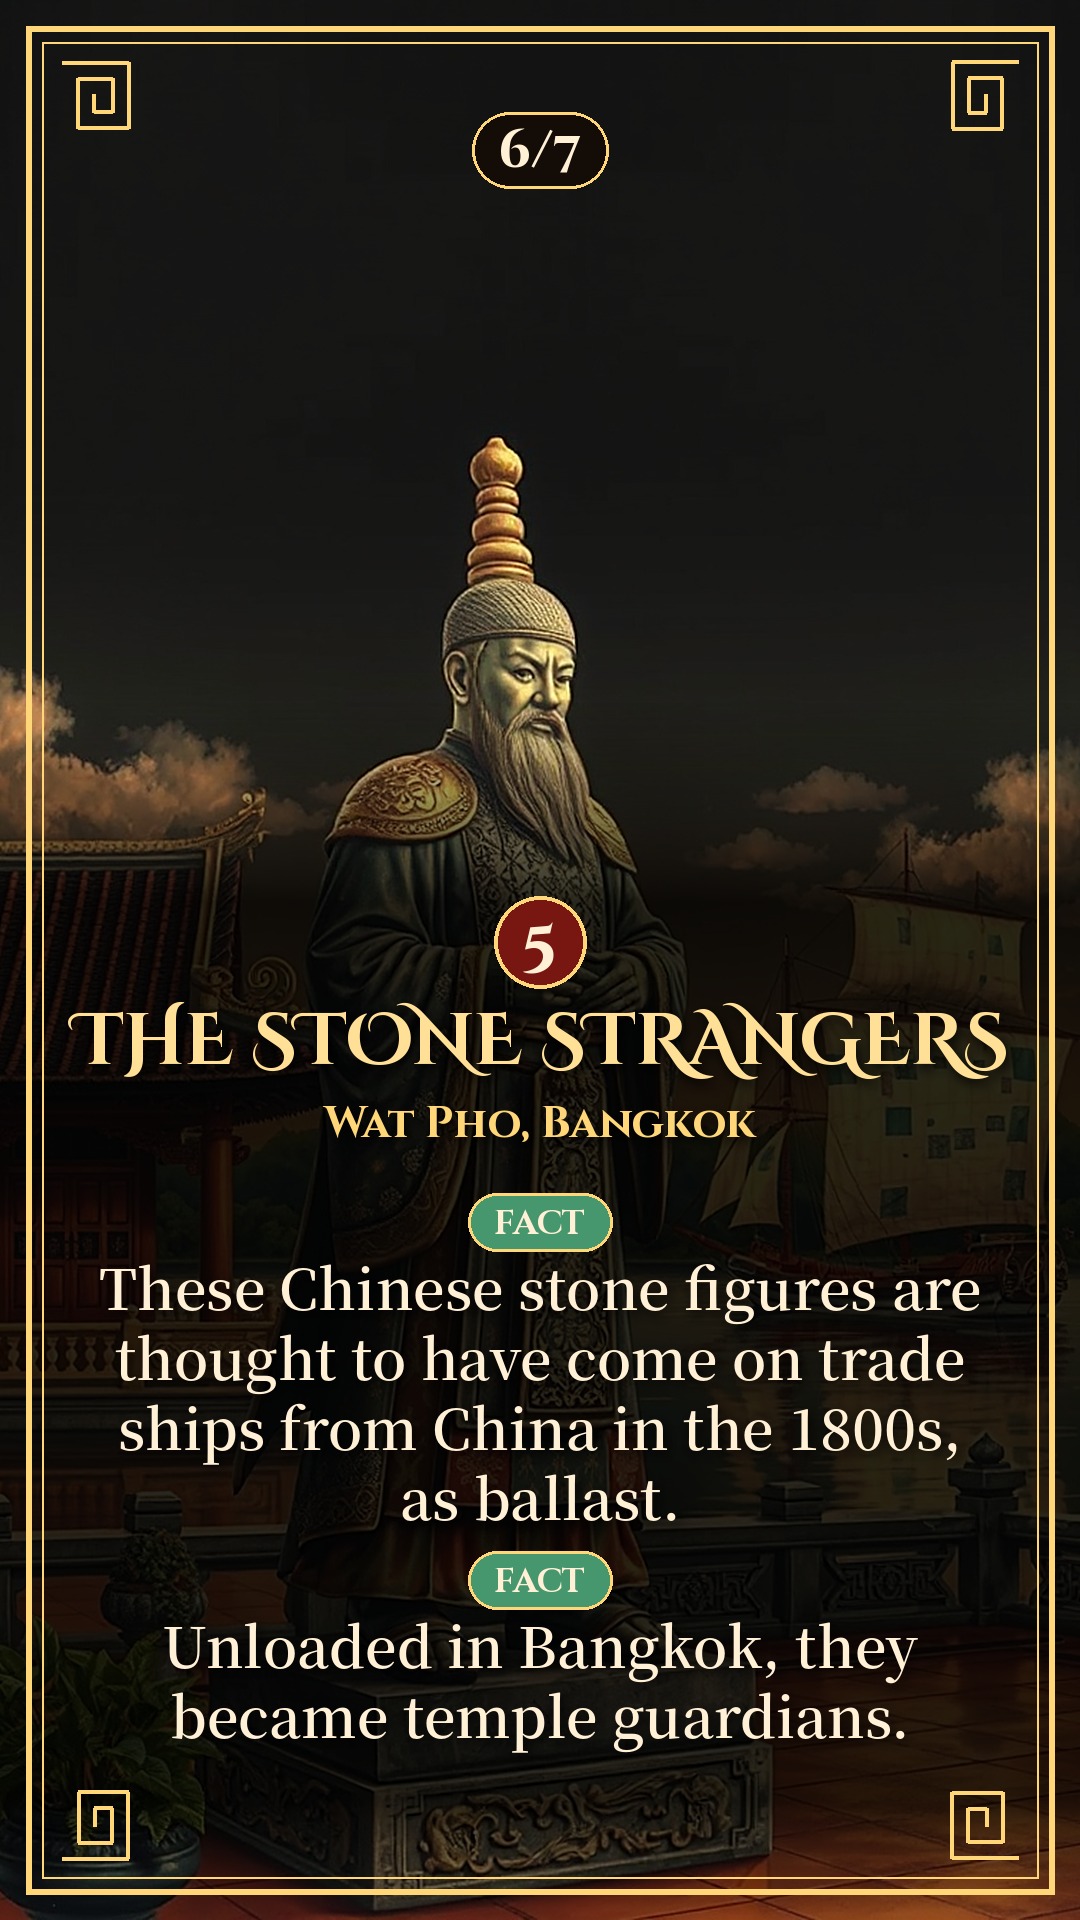 6/7
5
THE STONE STRANGERS
WAT PHO, BANGKOK
FACT
These Chinese stone figures are
thought to have come on trade
ships from China in the 1800s,
as ballast.
FACT
Unloaded in Bangkok, they
became temple guardians.